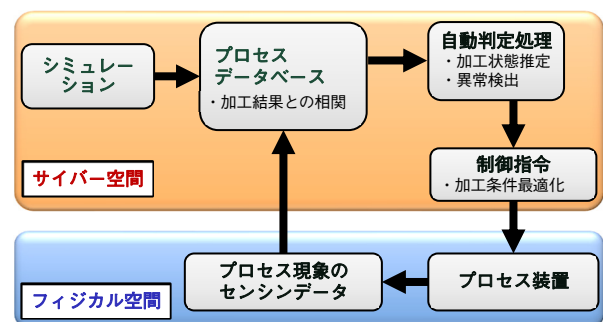 シミュレー
ション
プロセス
データベース
・加工結果との相関
自動判定処理
・加工状態推定
・異常検出
制御指令
・加工条件最適化
サイバー空間
プロセス現象の
センシンデータ
プロセス装置
フィジカル空間